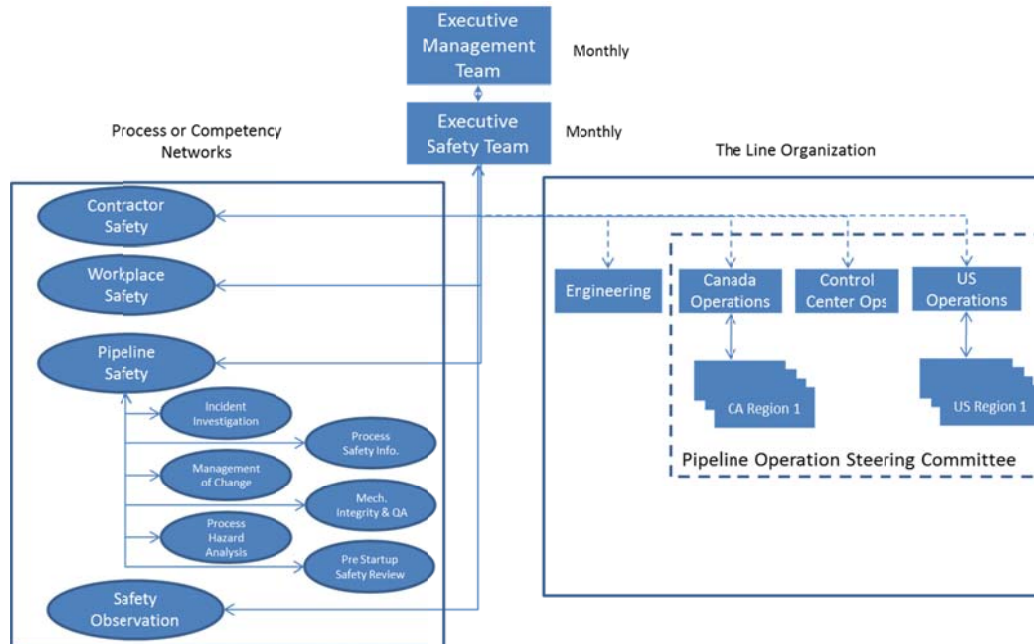 Executive
Management
Team
Monthly
Executive
Safety Team
Monthly
Process or Competency
Networks
The Line Organization
Contractor
Safety
Workplace
Safety
Pipeline
Safety
Incident
Investigation
Process
Safety Info.
Management
of Change
Mech.
Integrity & QA
Process
Hazard
Analysis
Pre Startup
Safety Review
Safety
Observation
Engineering
Canada
Operations
Control
Center Ops
US
Operations
CA Region 1
US Region 1
Pipeline Operation Steering Committee